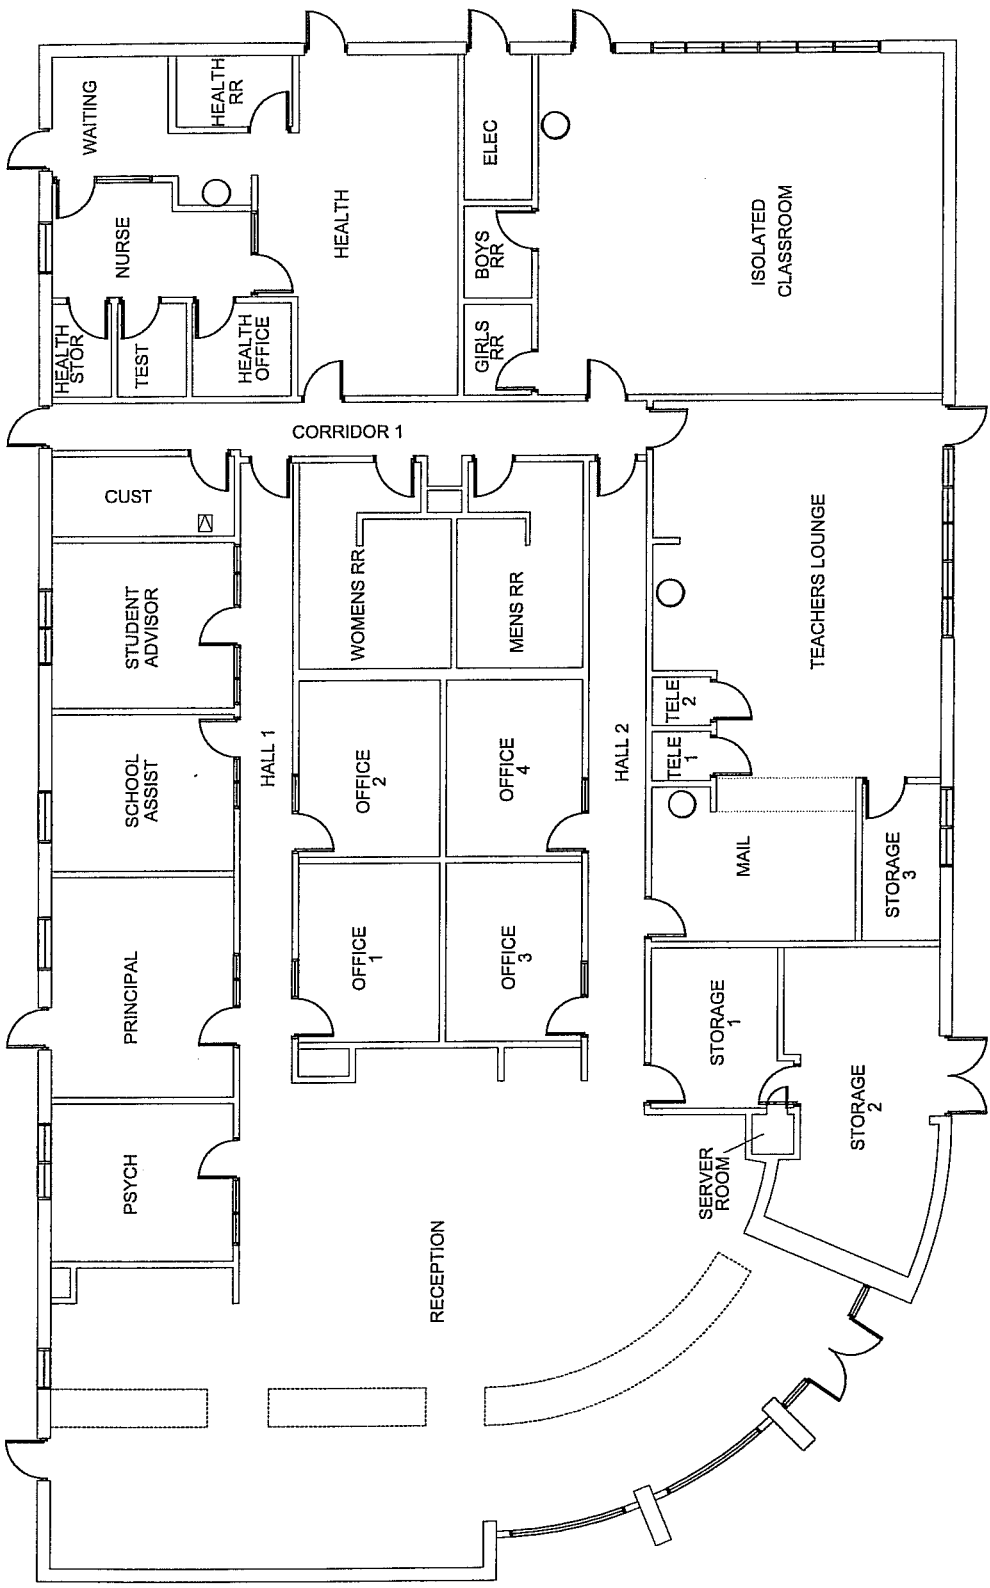 WAITING
HEALTH
RR
NURSE
HEALTH
ELEC
BOYS
RR
GIRLS
RR
ISOLATED
CLASSROOM
HEALTH
STOR
TEST
HEALTH
OFFICE
CORRIDOR 1
CUST
STUDENT
ADVISOR
SCHOOL
ASSIST
PRINCIPAL
PSYCH
HALL 1
WOMENS RR
MENS RR
OFFICE
2
OFFICE
4
OFFICE
1
OFFICE
3
HALL 2
TEACHERS LOUNGE
TELE
2
TELE
1
MAIL
STORAGE
3
STORAGE
1
STORAGE
2
SERVER
ROOM
RECEPTION